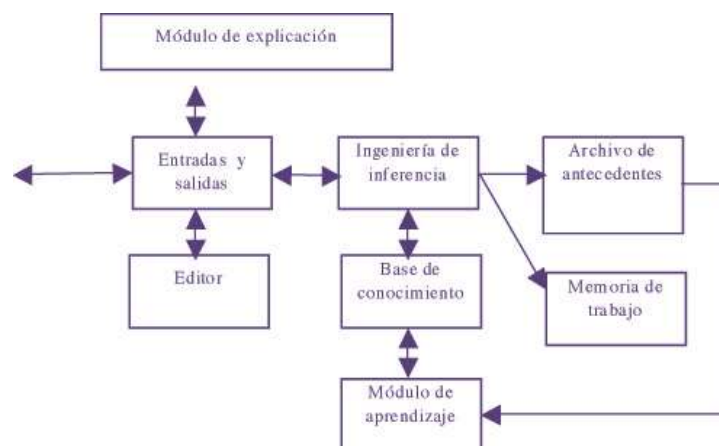 Módulo de explicación
Entradas y
salidas
Ingeniería de
inferencia
Archivo de
antecedentes
Editor
Base de
conocimiento
Memoria de
trabajo
Módulo de
aprendizaje